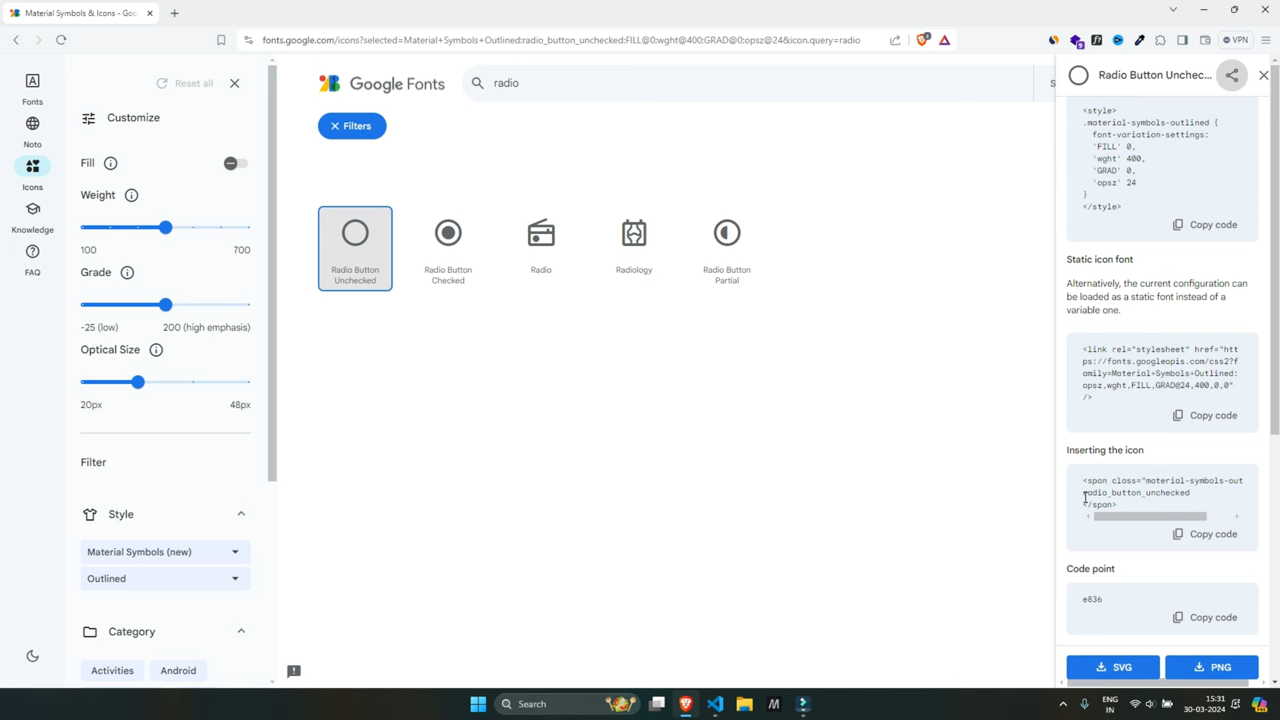 Material Symbols & Icons - Goo
fonts.google.com/icons?selected=Material+Symbols+Outlined:radio_button_unchecked:FILL@0;wght@400;GRAD@0;opsz@24&icon.query=radio
9
VPN
Fonts
Noto
Icons
Knowledge
FAQ
Reset all
Customize
Fill
Weight
100 700
Grade
-25 (low) 200 (high emphasis)
Optical Size
20px 48px
Filter
Style
Material Symbols (new)
Outlined
Category
Activities Android
Google Fonts
radio
S
Filters
Radio Button
Unchecked
Radio Button
Checked
Radio
Radiology
Radio Button
Partial
Radio Button Unchec...
<style>
.material-symbols-outlined {
font-variation-settings:
'FILL' 0,
'wght' 400,
'GRAD' 0,
'opsz' 24
}
</style>
Copy code
Static icon font
Alternatively, the current configuration can
be loaded as a static font instead of a
variable one.
<link rel="stylesheet" href="htt
ps://fonts.googleapis.com/css2?f
amily=Material+Symbols+Outlined:
opsz,wght,FILL,GRAD@24,400,0,0"
/>
Copy code
Inserting the icon
<span class="material-symbols-out
radio_button_unchecked
</span>
Copy code
Code point
e836
Copy code
SVG PNG
Search
ENG
IN
15:31
30-03-2024